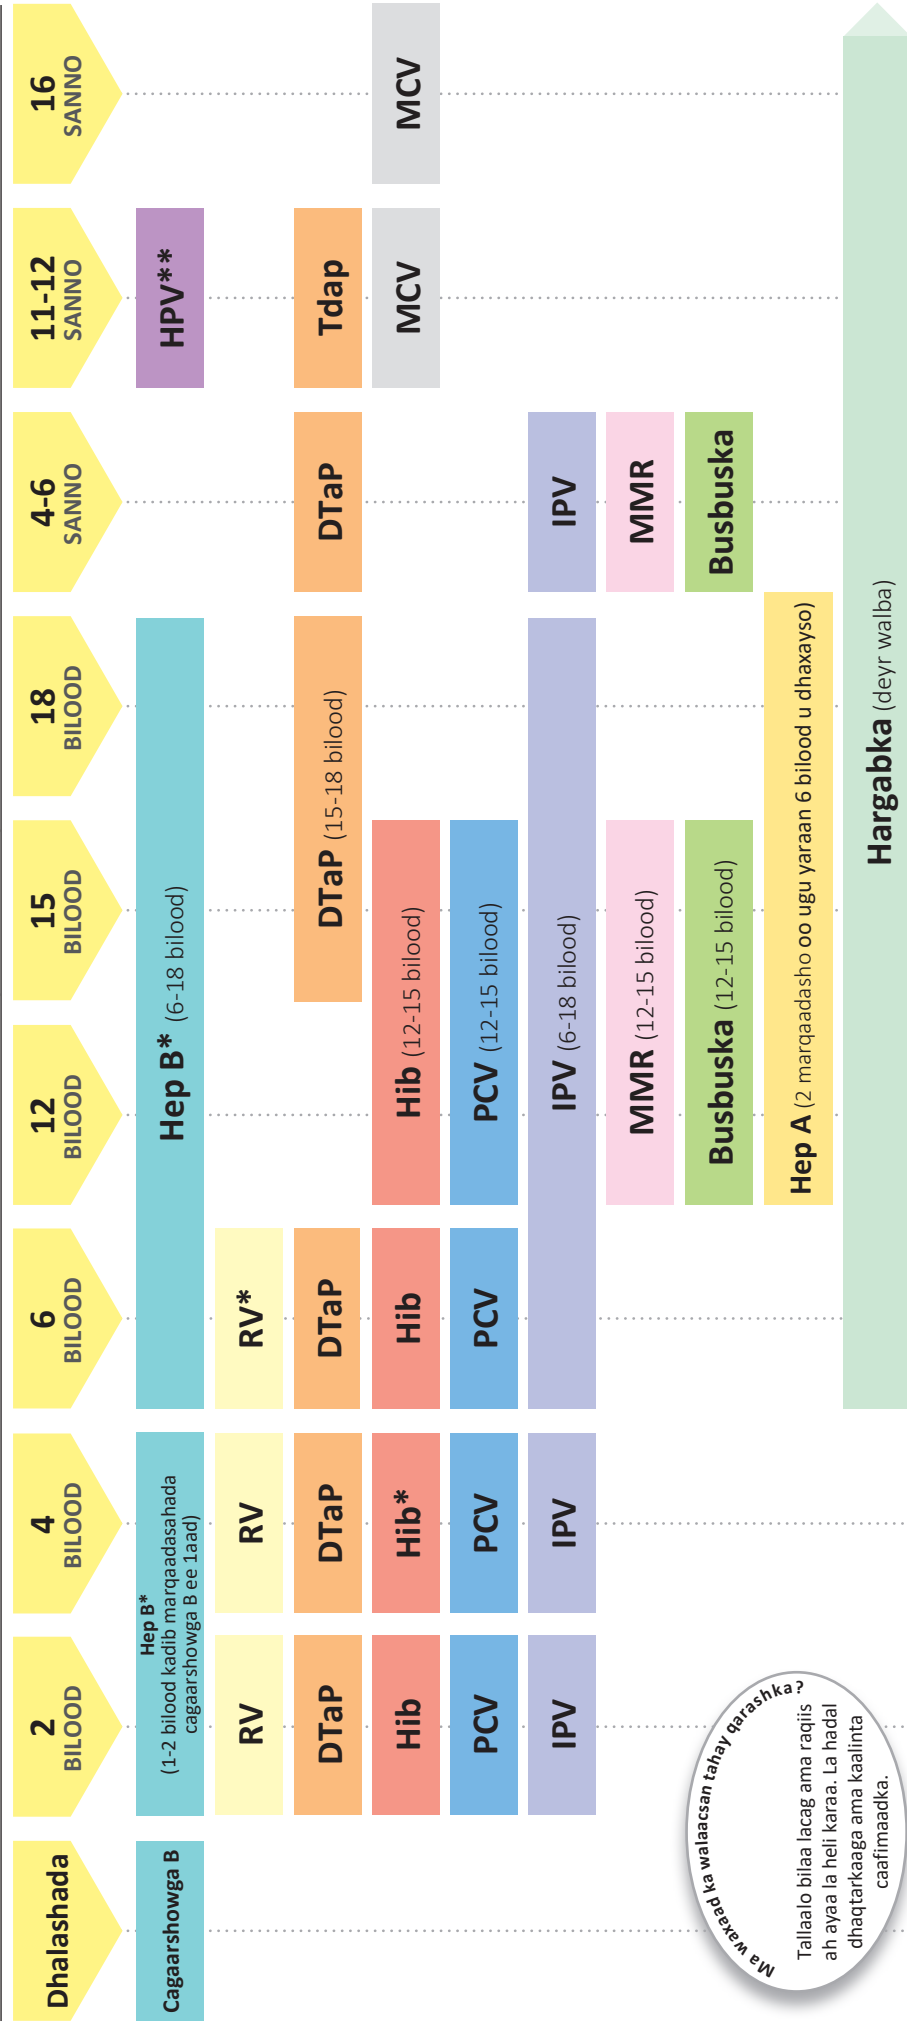 Dhalashada
2
BILOOD
4
BILOOD
6
BILOOD
12
BILOOD
15
BILOOD
18
BILOOD
4-6
SANNO
11-12
SANNO
16
SANNO
Cagaarshowga B
Hep B*
(1-2 bilood kadib marqaadasahada
cagaarshowga B ee 1aad)
Hep B* (6-18 bilood)
HPV**
RV
RV
RV*
DTaP
DTaP
DTaP
DTaP (15-18 bilood)
DTaP
Tdap
Hib
Hib*
Hib
Hib (12-15 bilood)
MCV
MCV
PCV
PCV
PCV
PCV (12-15 bilood)
IPV
IPV
IPV (6-18 bilood)
IPV
MMR (12-15 bilood)
MMR
Busbuska (12-15 bilood)
Busbuska
Hep A (2 marqaadasho oo ugu yaraan 6 bilood u dhaxayso)
Hargabka (deyr walba)
Ma waxaad ka walaacsan tahay qarashka?
Tallaalo bilaa lacag ama raqiis
ah ayaa la heli karaa. La hadal
dhaqtarkaaga ama kaalinta
caafimaadka.